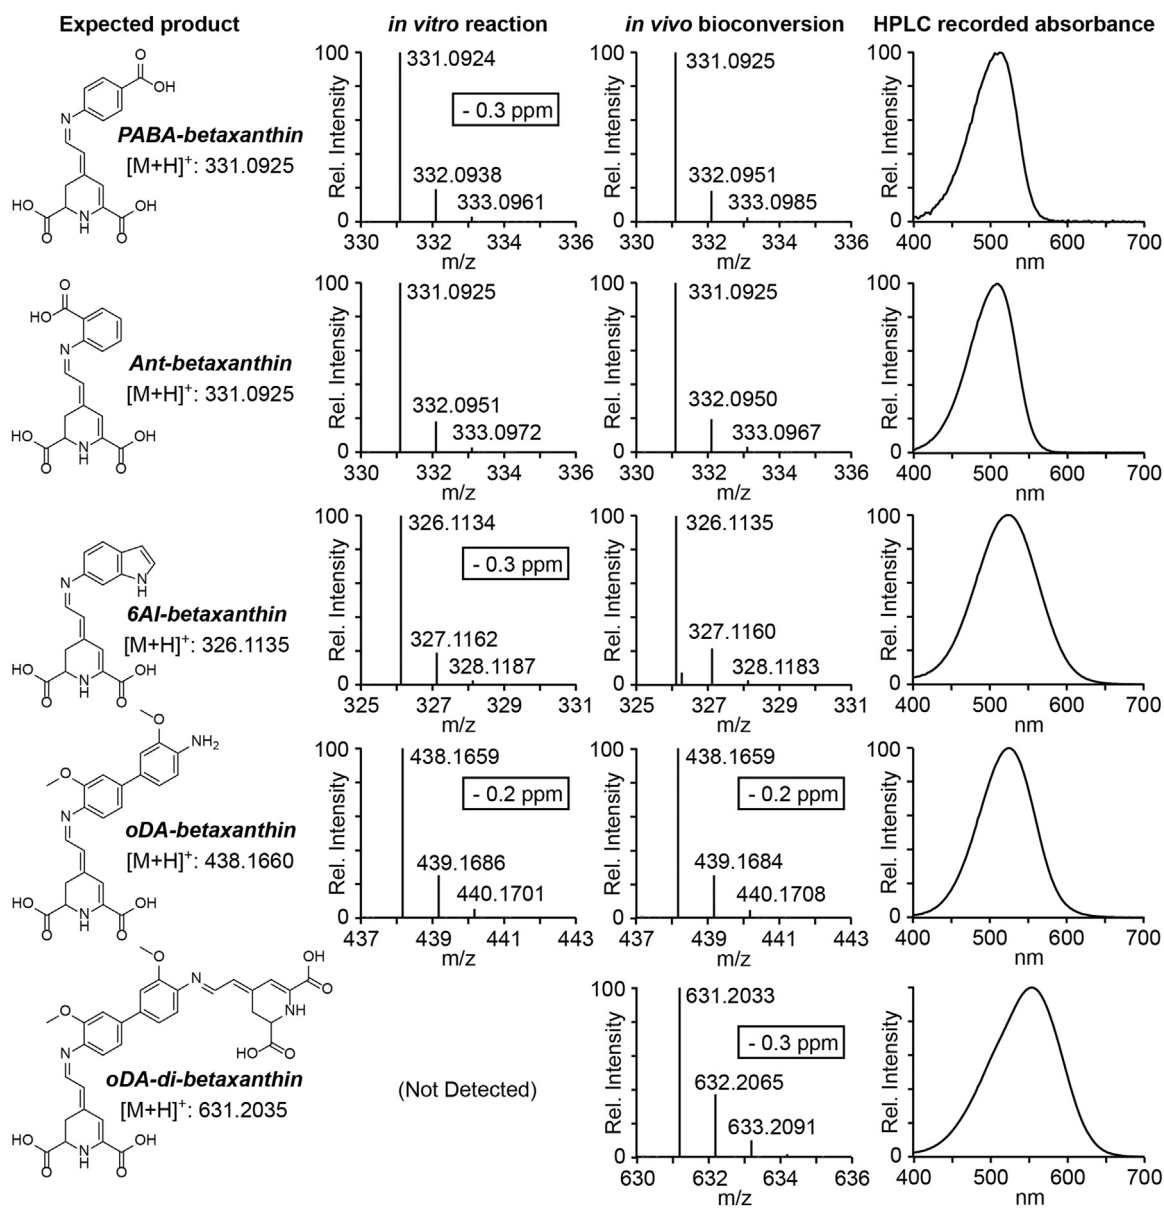 Expected product
in vitro reaction
in vivo bioconversion
HPLC recorded absorbance
O
OH
N
PABA-betaxanthin
[M+H]+: 331.0925
HO
O
N
H
OH
O
Rel. Intensity
100
0
331.0924
- 0.3 ppm
332.0938
333.0961
330 332 334 336
m/z
Rel. Intensity
100
0
331.0925
332.0951
333.0985
330 332 334 336
m/z
Rel. Intensity
100
0
400 500 600 700
nm
O
HO
N
Ant-betaxanthin
[M+H]+: 331.0925
HO
O
N
H
OH
O
Rel. Intensity
100
0
331.0925
332.0951
333.0972
330 332 334 336
m/z
Rel. Intensity
100
0
331.0925
332.0950
333.0967
330 332 334 336
m/z
Rel. Intensity
100
0
400 500 600 700
nm
N
N
H
6AI-betaxanthin
[M+H]+: 326.1135
HO
O
N
H
OH
O
Rel. Intensity
100
0
326.1134
- 0.3 ppm
327.1162
328.1187
325 327 329 331
m/z
Rel. Intensity
100
0
326.1135
327.1160
328.1183
325 327 329 331
m/z
Rel. Intensity
100
0
400 500 600 700
nm
O
NH2
O
N
oDA-betaxanthin
[M+H]+: 438.1660
HO
O
N
H
OH
O
Rel. Intensity
100
0
438.1659
- 0.2 ppm
439.1686
440.1701
437 439 441 443
m/z
Rel. Intensity
100
0
438.1659
- 0.2 ppm
439.1684
440.1708
437 439 441 443
m/z
Rel. Intensity
100
0
400 500 600 700
nm
O
N
OH
O
NH
HO
O
O
N
oDA-di-betaxanthin
[M+H]+: 631.2035
HO
O
N
H
OH
O
(Not Detected)
Rel. Intensity
100
0
631.2033
- 0.3 ppm
632.2065
633.2091
630 632 634 636
m/z
Rel. Intensity
100
0
400 500 600 700
nm